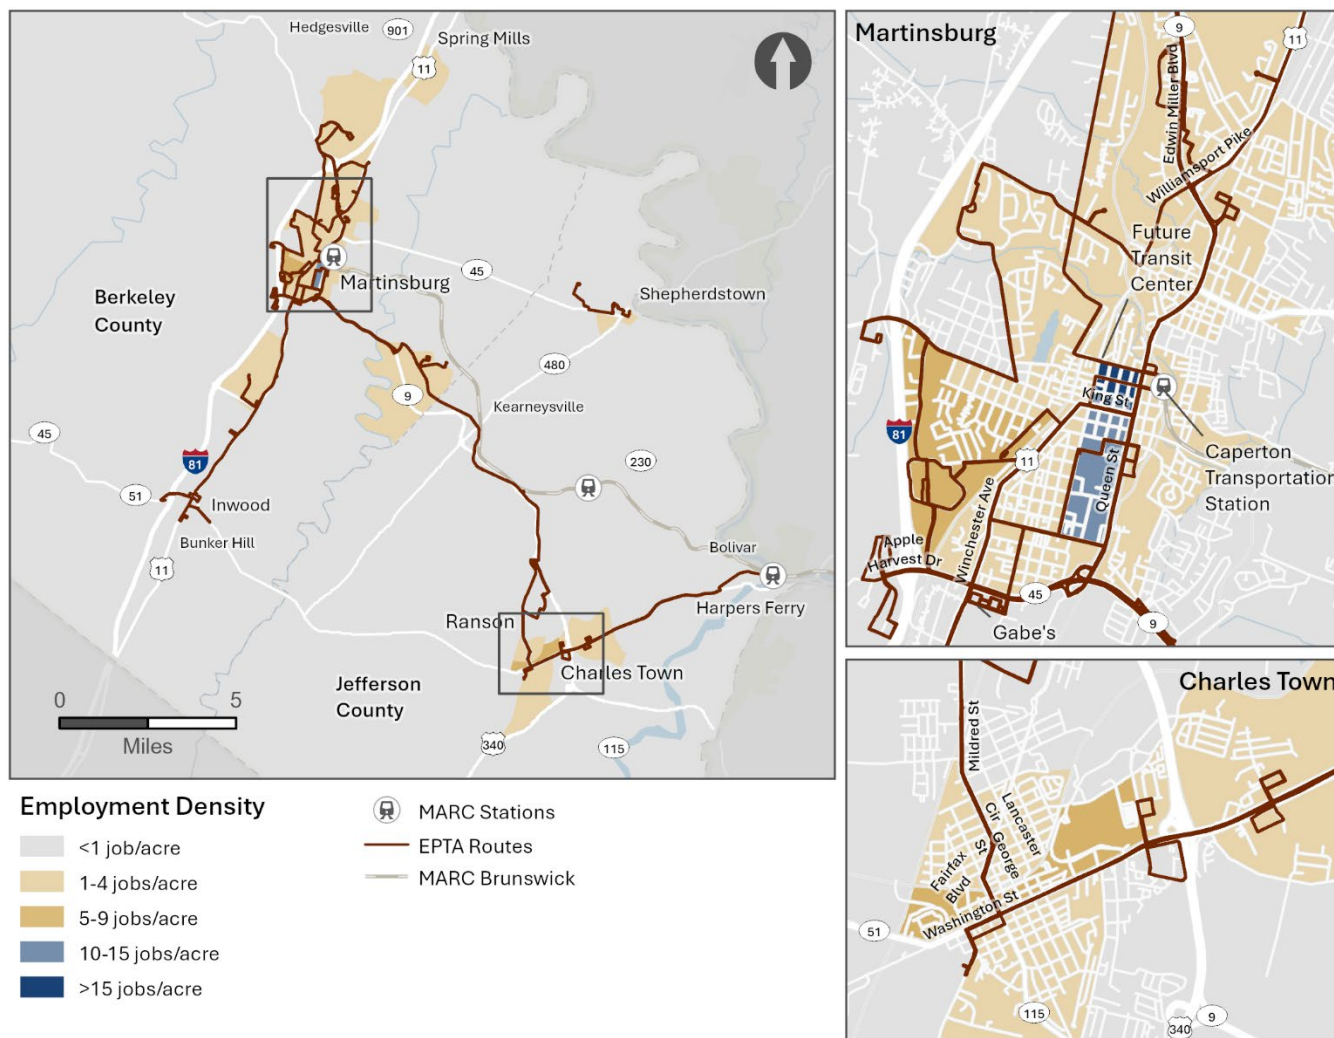 Hedgesville
901
Spring Mills
11
45
Shepherdstown
Martinsburg
Berkeley
County
480
9
Kearneysville
45
81
230
51
Inwood
Bunker Hill
11
Bolivar
Harpers Ferry
Ranson
Charles Town
Jefferson
County
0
5
Miles
340
115
Martinsburg
9
11
Edwin Miller Blvd
Williamsport Pike
Future
Transit
Center
King St
81
11
Queen St
Caperton
Transportation
Station
Winchester Ave
Apple
Harvest Dr
45
9
Gabe's
Charles Town
Mildred St
Lancaster
Cir
George
St
Fairfax
Blvd
Washington St
51
115
9
340
Employment Density
<1 job/acre
1-4 jobs/acre
5-9 jobs/acre
10-15 jobs/acre
>15 jobs/acre
MARC Stations
EPTA Routes
MARC Brunswick